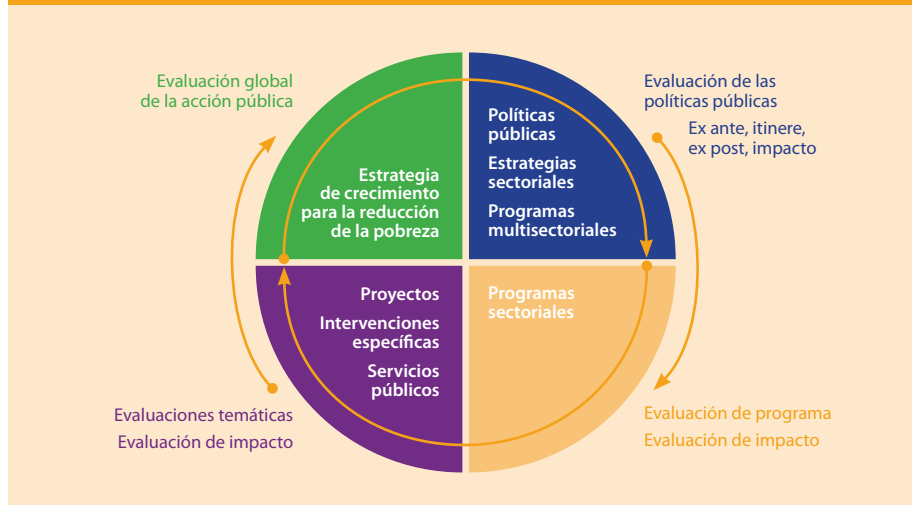 Evaluación global
de la acción pública
Estrategia
de crecimiento
para la reducción
de la pobreza
Evaluación de las
políticas públicas
Ex ante, itinere,
ex post, impacto
Políticas
públicas
Estrategias
sectoriales
Programas
multisectoriales
Proyectos
Intervenciones
específicas
Servicios
públicos
Evaluaciones temáticas
Evaluación de impacto
Programas
sectoriales
Evaluación de programa
Evaluación de impacto